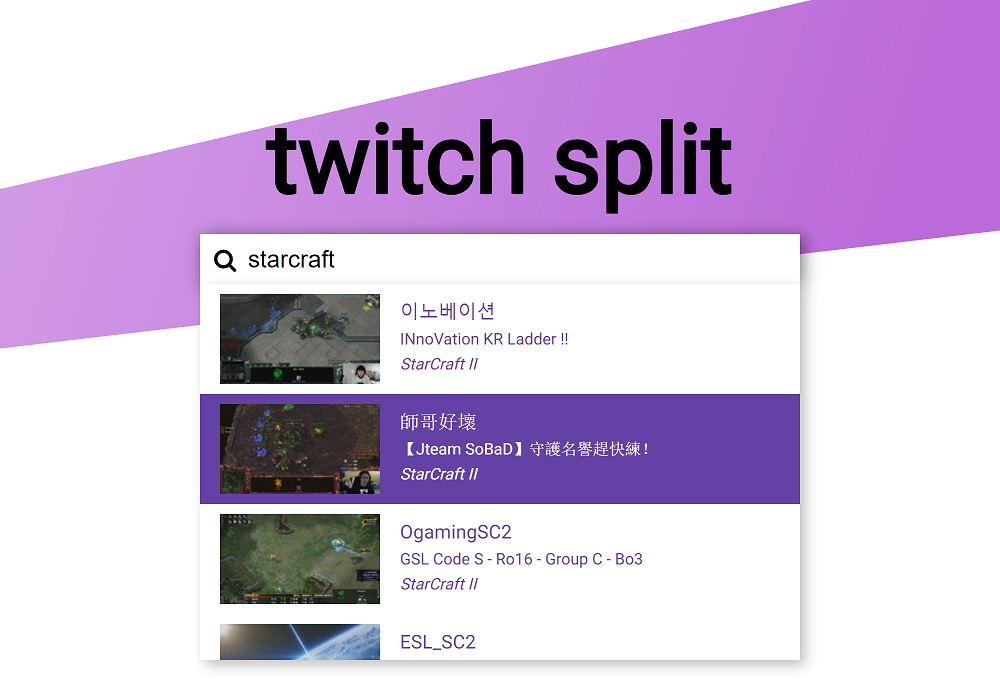 twitch split
starcraft
이노베이션
INnoVation KR Ladder !!
StarCraft II
師哥好壞
【Jteam SoBaD】守護名譽趕快練!
StarCraft II
OgamingSC2
GSL Code S - Ro16 - Group C - Bo3
StarCraft II
ESL_SC2